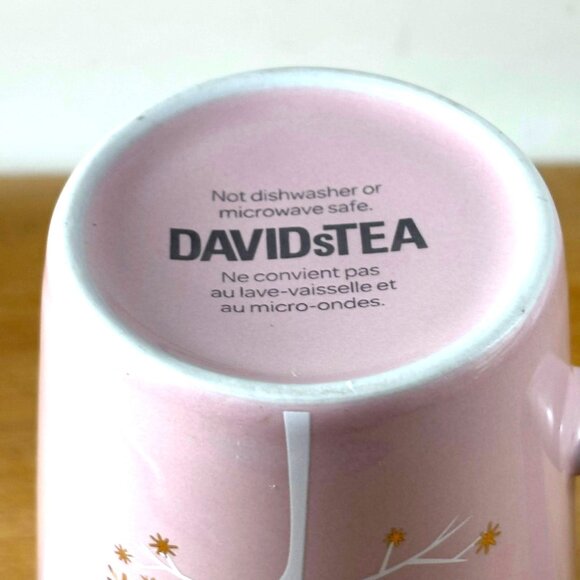 Not dishwasher or
microwave safe.
DAVIDsTEA
Ne convient pas
au lave-vaisselle et
au micro-ondes.